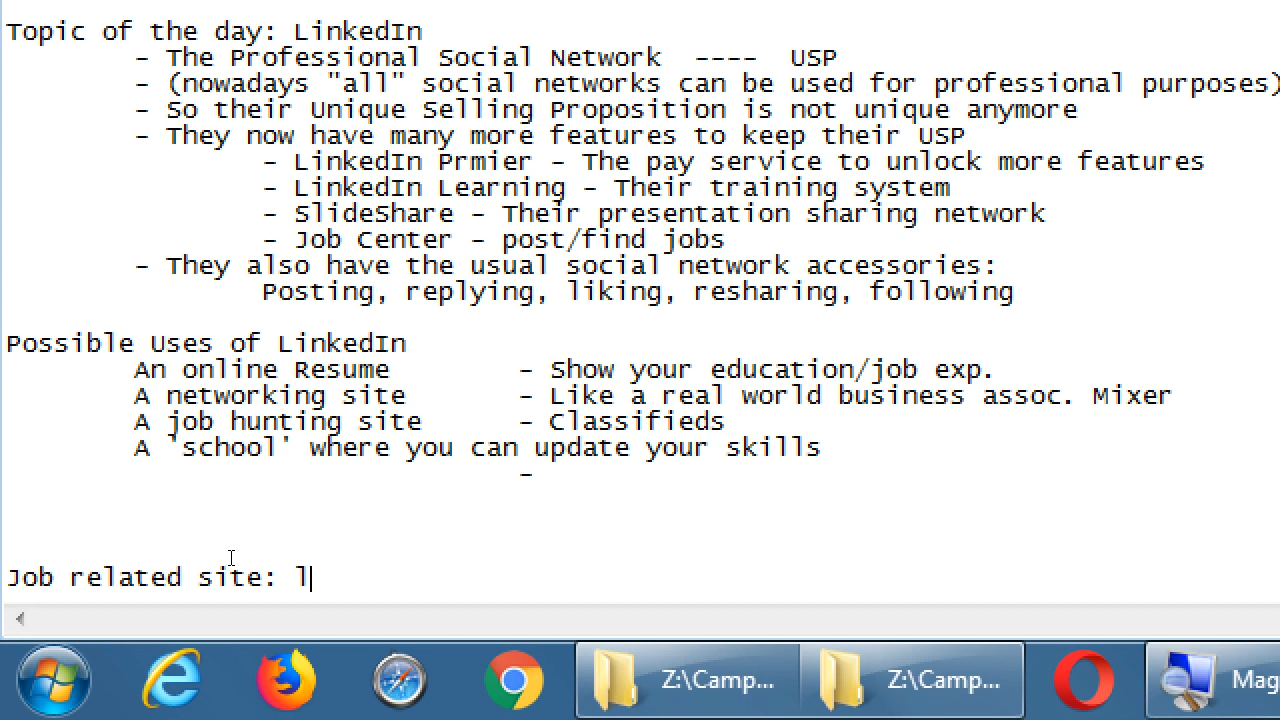 Topic of the day: LinkedIn
- The Professional Social Network ---- USP
- (nowadays "all" social networks can be used for professional purposes)
- So their Unique Selling Proposition is not unique anymore
- They now have many more features to keep their USP
- LinkedIn Prmier - The pay service to unlock more features
- LinkedIn Learning - Their training system
- SlideShare - Their presentation sharing network
- Job Center - post/find jobs
- They also have the usual social network accessories:
Posting, replying, liking, resharing, following
Possible Uses of LinkedIn
An online Resume - Show your education/job exp.
A networking site - Like a real world business assoc. Mixer
A job hunting site - Classifieds
A 'school' where you can update your skills
-
Job related site: l
Z:\Camp... Z:\Camp... Mag